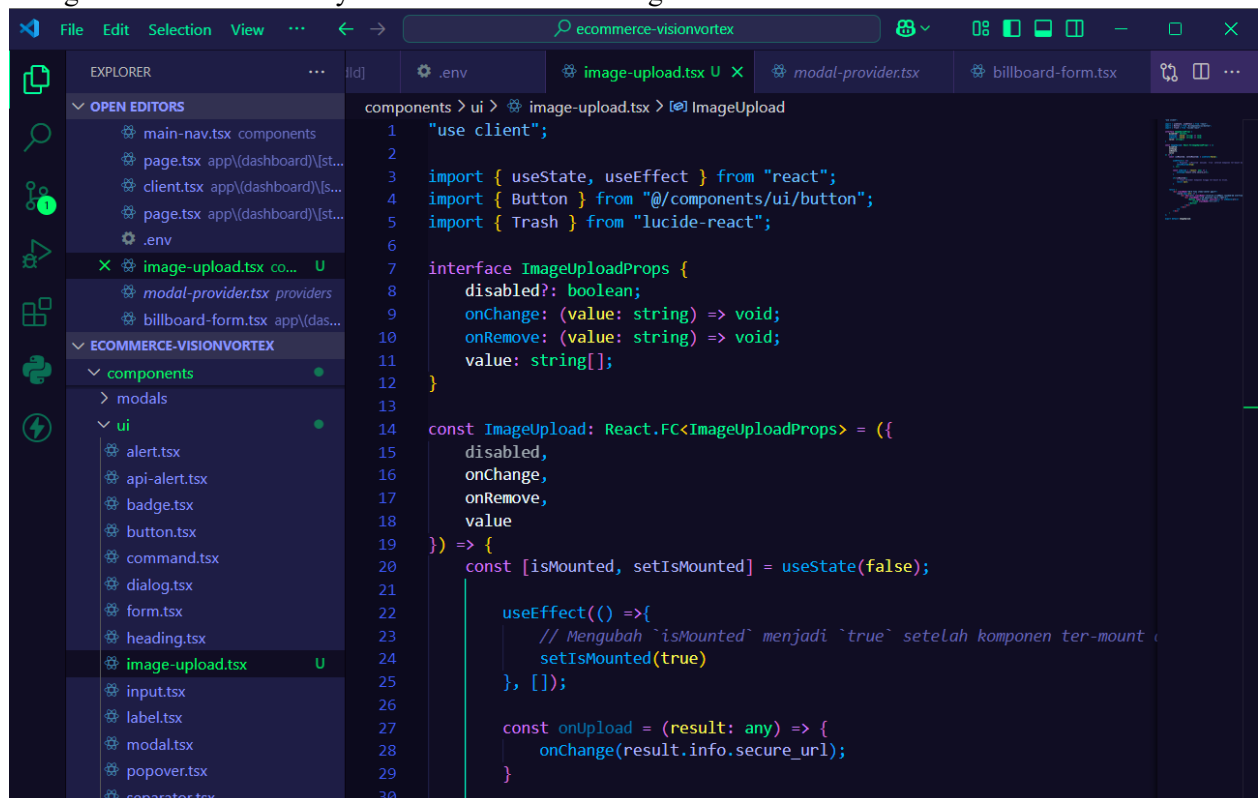 File Edit Selection View ··· ecommerce-visionvortex
EXPLORER ···
OPEN EDITORS
main-nav.tsx components
page.tsx app\(dashboard)\[st...
client.tsx app\(dashboard)\[s...
page.tsx app\(dashboard)\[st...
.env
image-upload.tsx co... U
modal-provider.tsx providers
billboard-form.tsx app\(das...
ECOMMERCE-VISIONVORTEX
components
modals
ui
alert.tsx
api-alert.tsx
badge.tsx
button.tsx
command.tsx
dialog.tsx
form.tsx
heading.tsx
image-upload.tsx U
input.tsx
label.tsx
modal.tsx
popover.tsx
separator.tsx
1
.env image-upload.tsx U modal-provider.tsx billboard-form.tsx ···
components > ui > image-upload.tsx > ImageUpload
1 "use client";
2
3 import { useState, useEffect } from "react";
4 import { Button } from "@/components/ui/button";
5 import { Trash } from "lucide-react";
6
7 interface ImageUploadProps {
8 disabled?: boolean;
9 onChange: (value: string) => void;
10 onRemove: (value: string) => void;
11 value: string[];
12 }
13
14 const ImageUpload: React.FC<ImageUploadProps> = ({
15 disabled,
16 onChange,
17 onRemove,
18 value
19 }) => {
20 const [isMounted, setIsMounted] = useState(false);
21
22 useEffect(() =>{
23 // Mengubah `isMounted` menjadi `true` setelah komponen ter-mount
24 setIsMounted(true)
25 }, []);
26
27 const onUpload = (result: any) => {
28 onChange(result.info.secure_url);
29 }
30